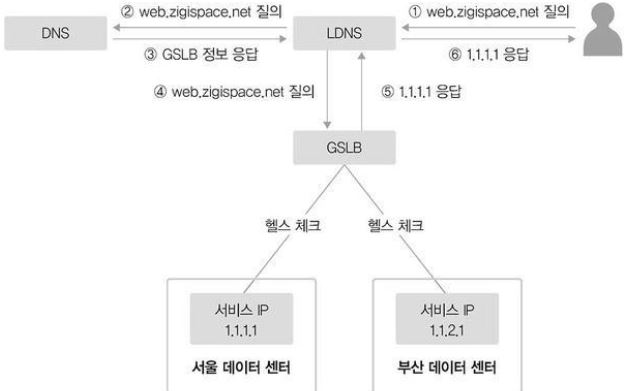 ② web.zigispace.net 질의
① web.zigispace.net 질의
DNS
LDNS
③ GSLB 정보 응답
⑥ 1.1.1.1 응답
④ web.zigispace.net 질의
⑤ 1.1.1.1 응답
GSLB
헬스 체크
헬스 체크
서비스 IP
1.1.1.1
서울 데이터 센터
서비스 IP
1.1.2.1
부산 데이터 센터